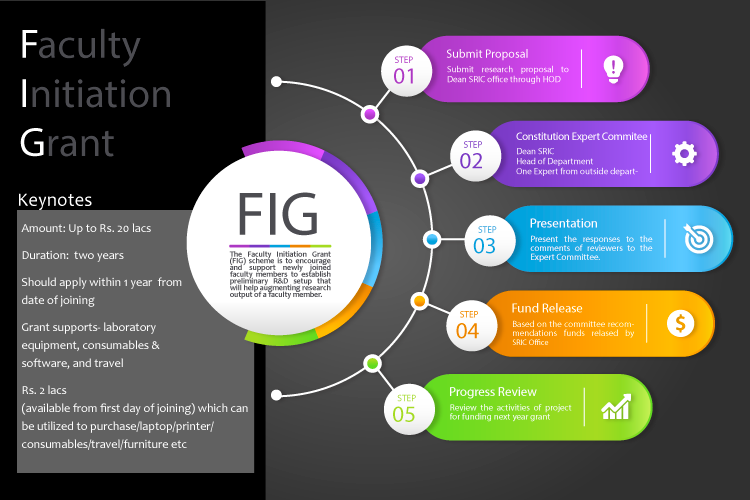 Faculty
Initiation
Grant
Keynotes
Amount: Up to Rs. 20 lacs
Duration: two years
Should apply within 1 year from
date of joining
Grant supports- laboratory
equipment, consumables &
software, and travel
Rs. 2 lacs
(available from first day of joining) which can
be utilized to purchase/laptop/printer/
consumables/travel/furniture etc
FIG
The Faculty Initiation Grant
(FIG) scheme is to encourage
and support newly joined
faculty members to establish
preliminary R&D setup that
will help augmenting research
output of a faculty member.
STEP
01
Submit Proposal
Submit research proposal to
Dean SRIC office through HOD
STEP
02
Constitution Expert Commitee
Dean SRIC
Head of Department
One Expert from outside depart-
STEP
03
Presentation
Present the responses to the
comments of reviewers to the
Expert Committee.
STEP
04
Fund Release
Based on the committee recom-
mendations funds relased by
SRIC Office
STEP
05
Progress Review
Review the activities of project
for funding next year grant